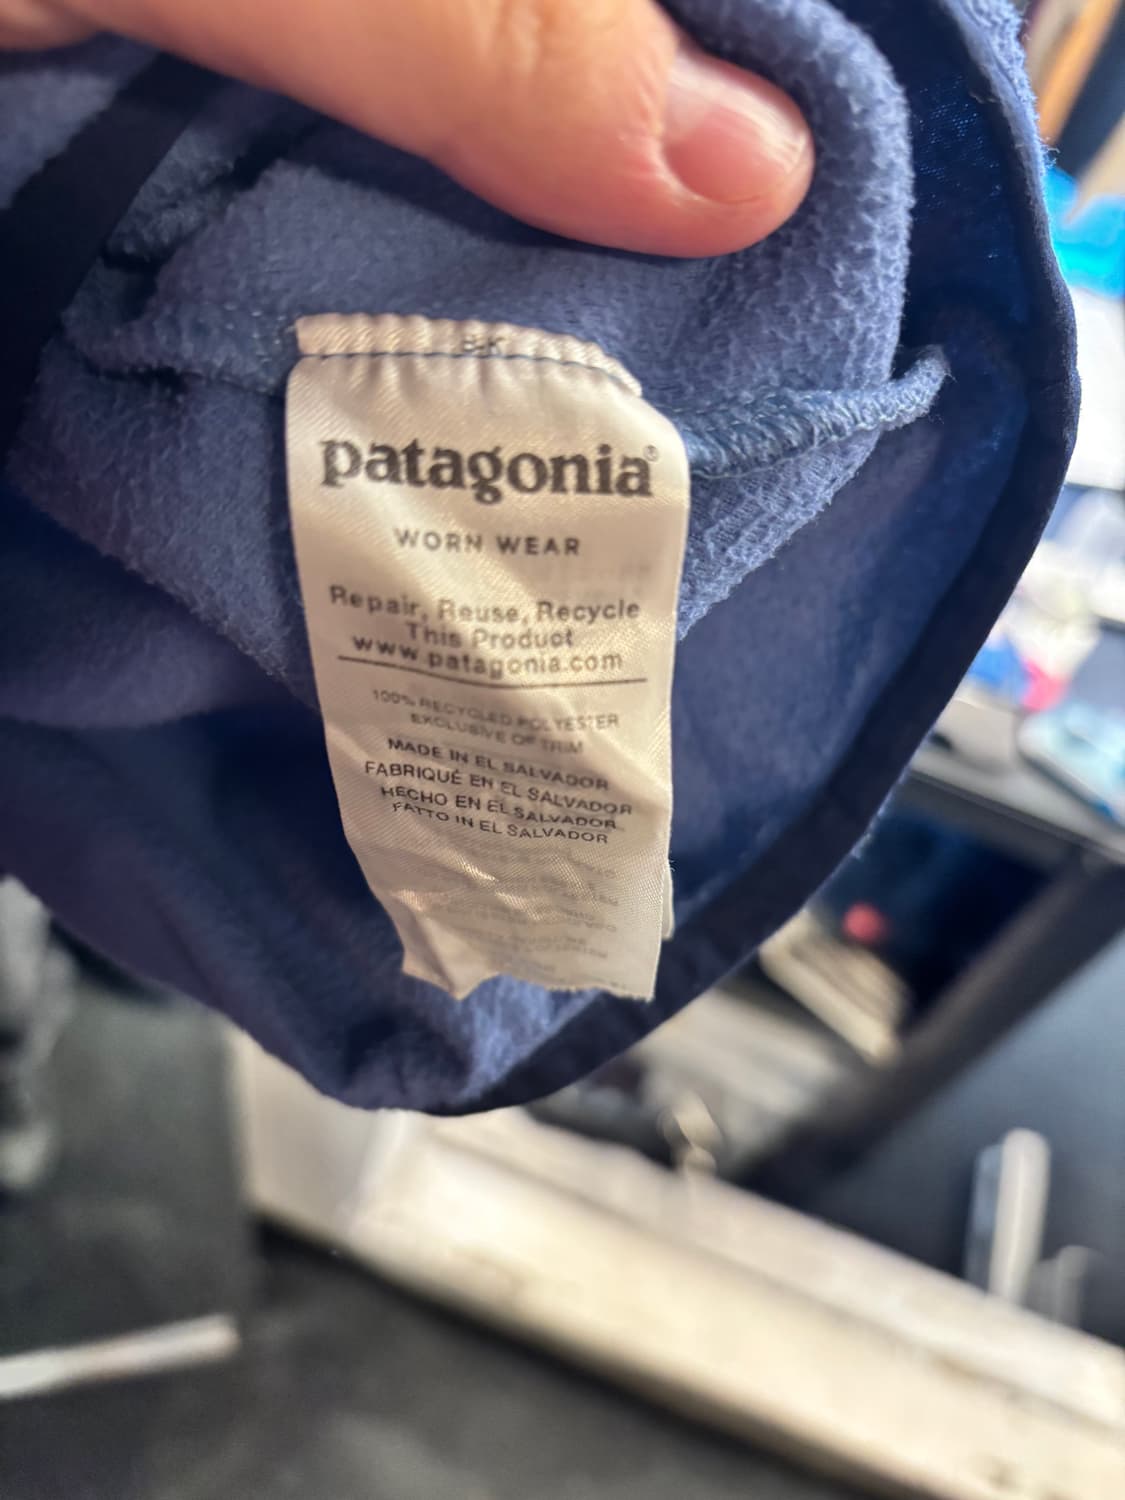 patagonia®
WORN WEAR
Repair, Reuse, Recycle
This Product
www.patagonia.com
100% RECYCLED POLYESTER
EXCLUSIVE OF TRIM
MADE IN EL SALVADOR
FABRIQUÉ EN EL SALVADOR
HECHO EN EL SALVADOR
FATTO IN EL SALVADOR